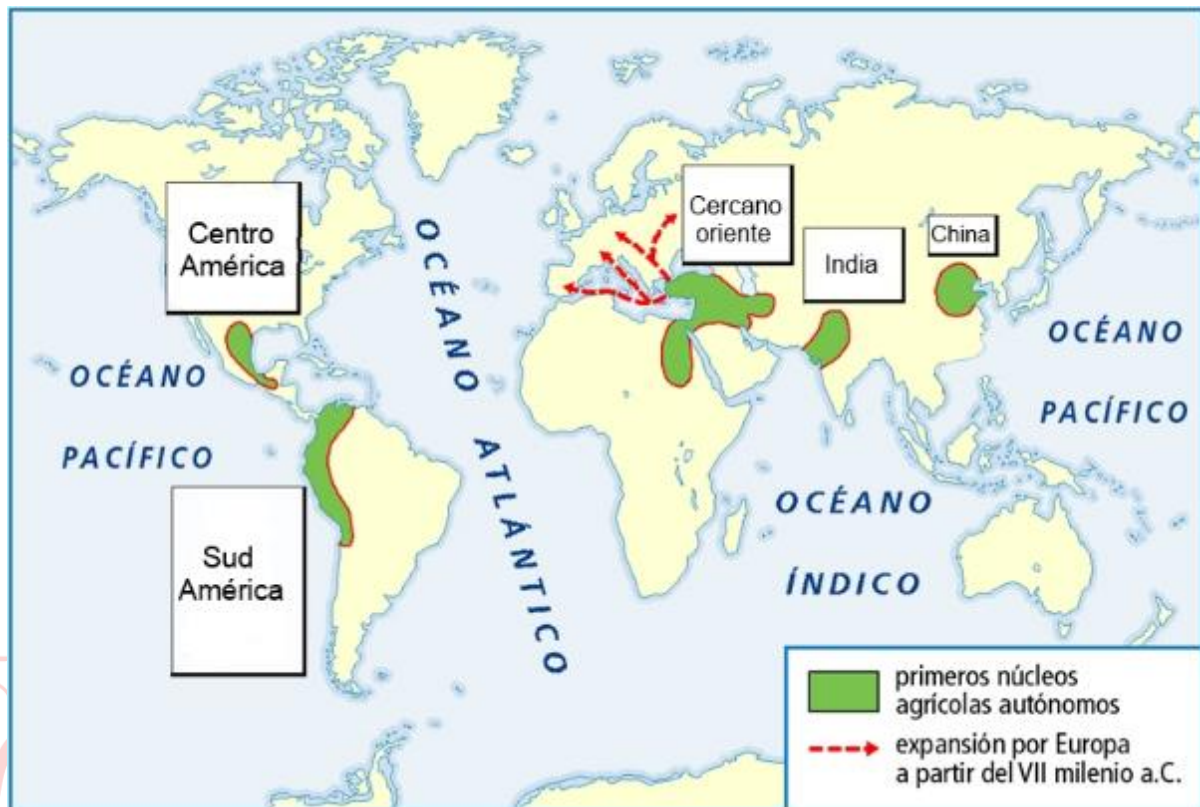 Centro
América
Cercano
oriente
India
China
OCÉANO
ATLÁNTICO
OCÉANO
PACÍFICO
OCÉANO
PACÍFICO
OCÉANO
ÍNDICO
Sud
América
primeros núcleos
agrícolas autónomos
expansión por Europa
a partir del VII milenio a.C.